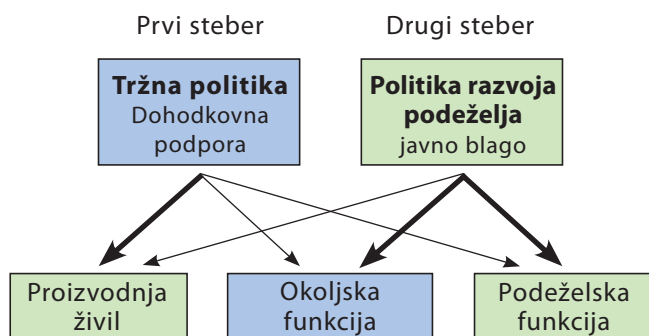 Prvi steber
Drugi steber
Tržna politika
Dohodkovna
podpora
Politika razvoja
podeželja
javno blago
Proizvodnja
živil
Okoljska
funkcija
Podeželska
funkcija